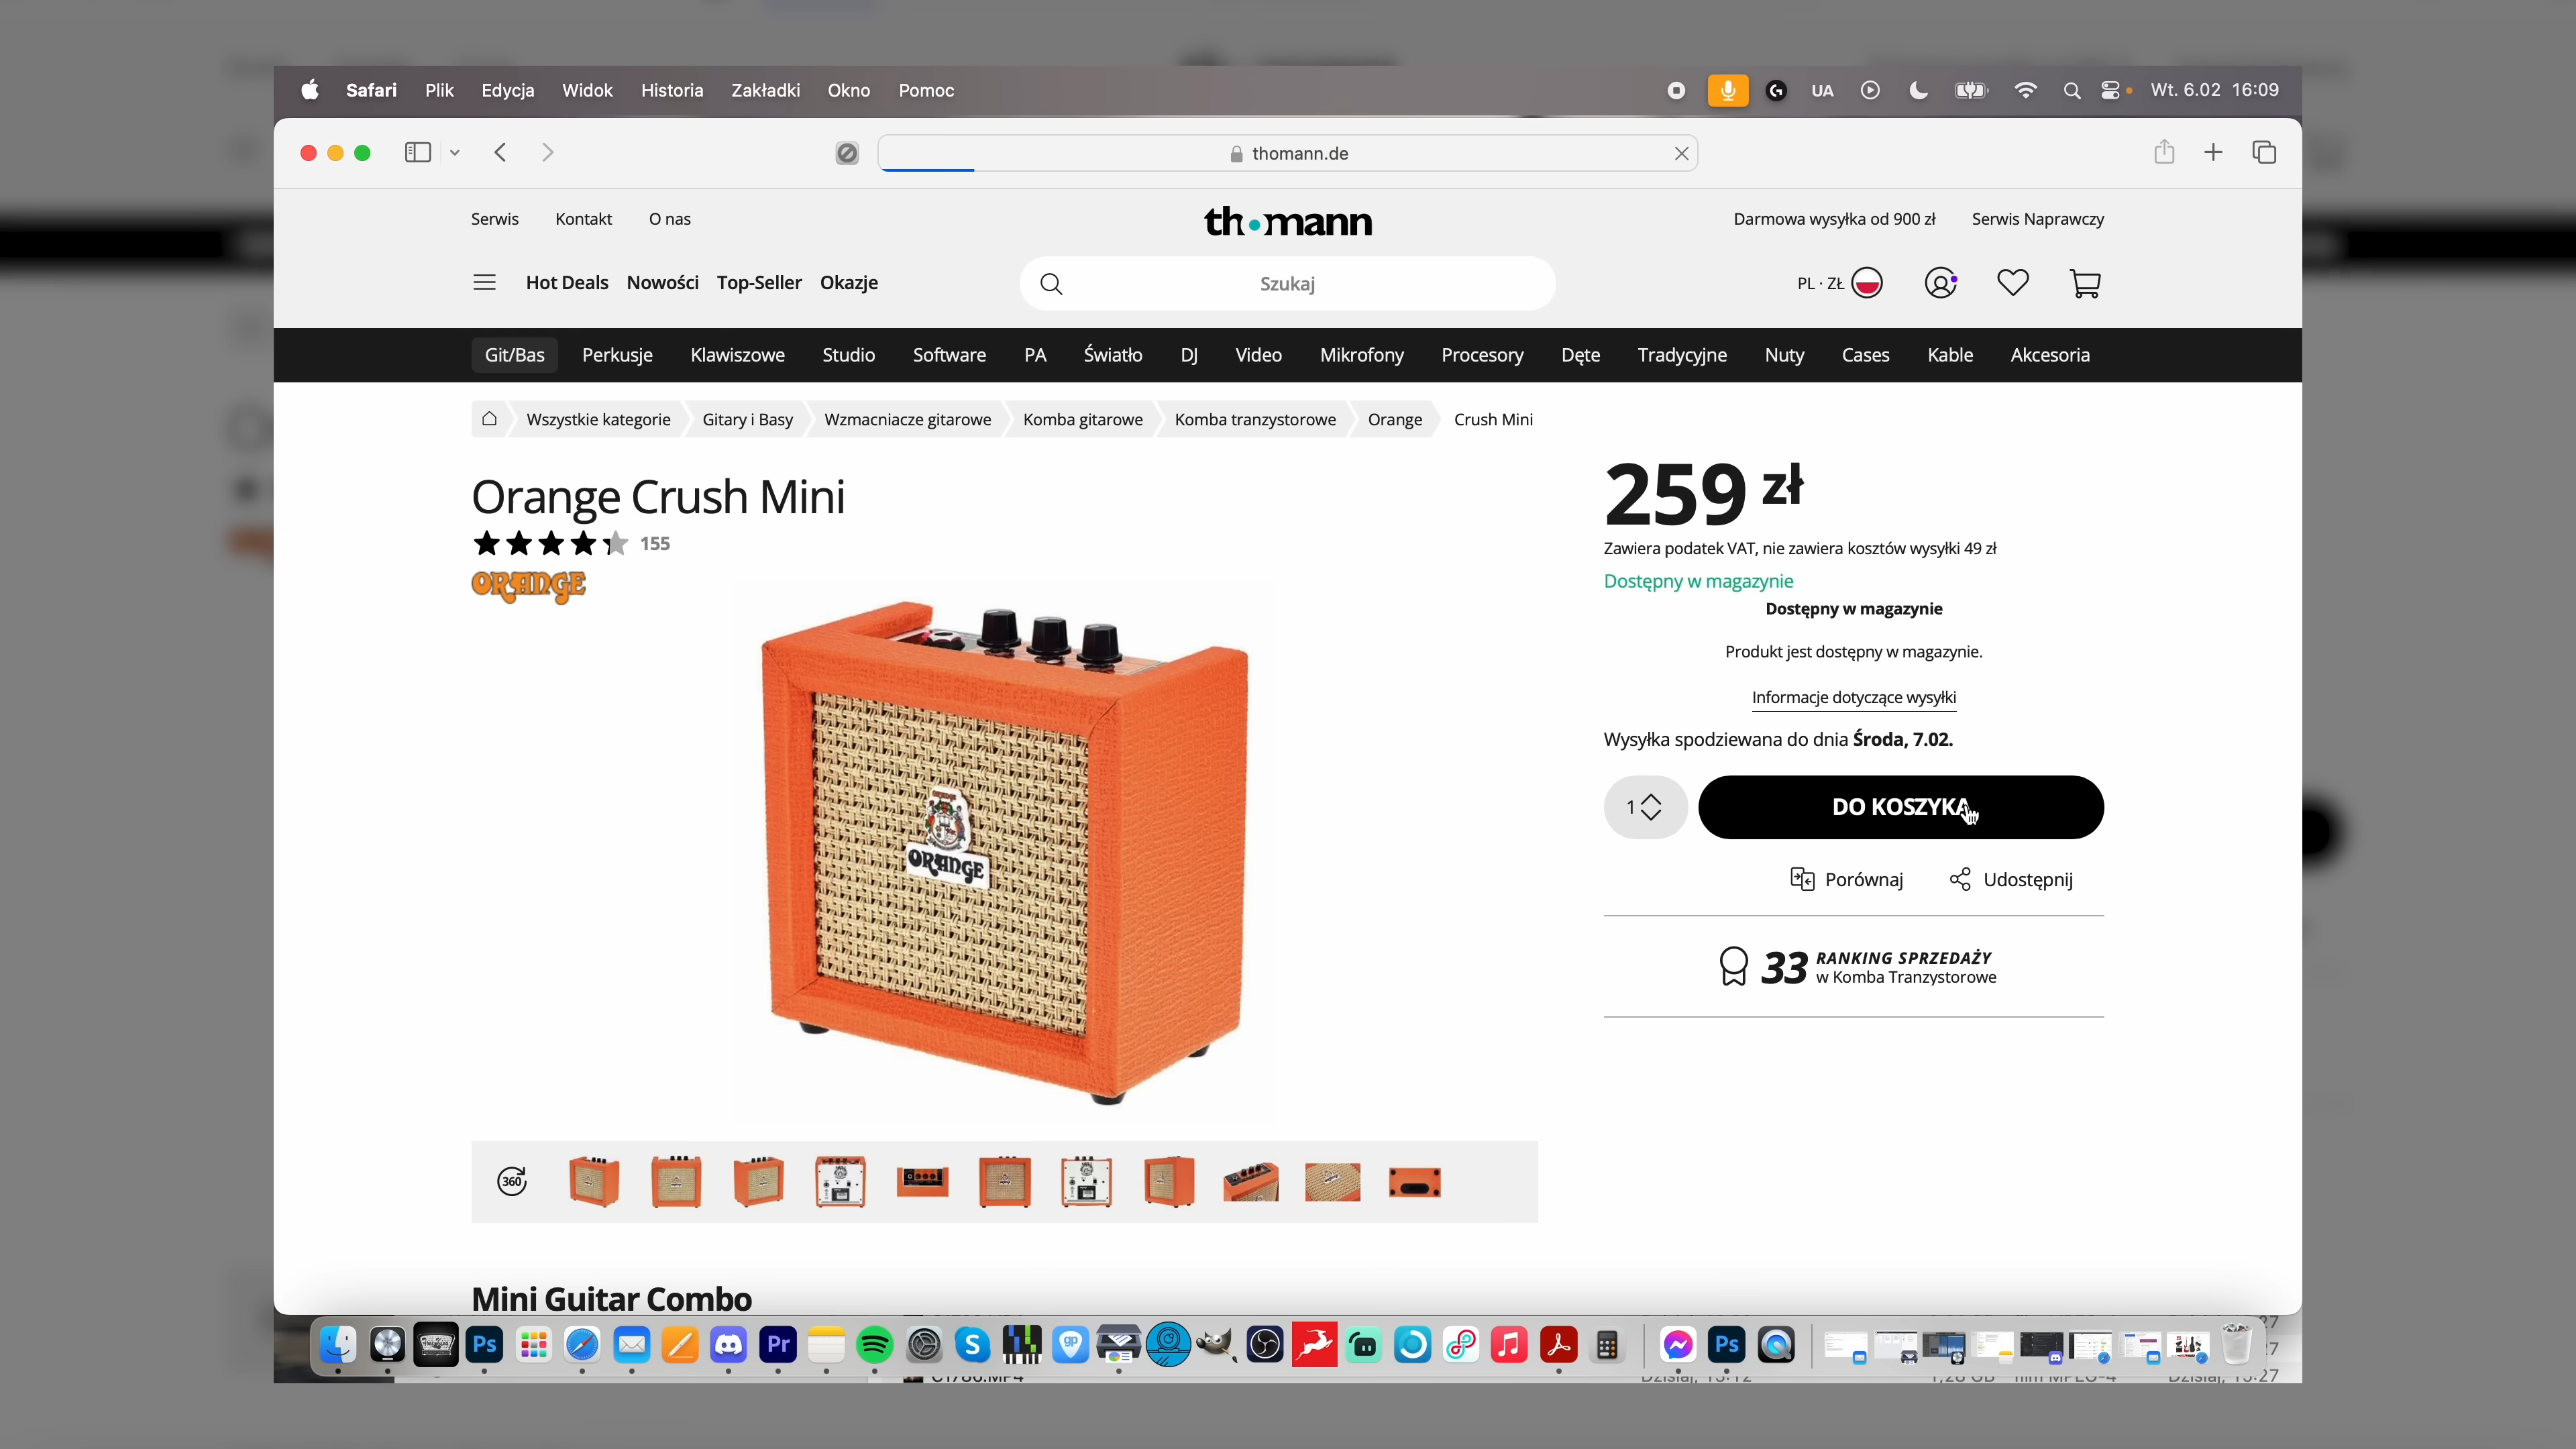 Safari Plik Edycja Widok Historia Zakładki Okno Pomoc UA Wt. 6.02 16:09
thomann.de
Serwis Kontakt O nas
thomann
Darmowa wysyłka od 900 zł Serwis Naprawczy
Hot Deals Nowości Top-Seller Okazje
Szukaj
PL · ZŁ
Git/Bas Perkusje Klawiszowe Studio Software PA Światło DJ Video Mikrofony Procesory Dęte Tradycyjne Nuty Cases Kable Akcesoria
Wszystkie kategorie Gitary i Basy Wzmacniacze gitarowe Komba gitarowe Komba tranzystorowe Orange Crush Mini
Orange Crush Mini
155
ORANGE
ORANGE
259 zł
Zawiera podatek VAT, nie zawiera kosztów wysyłki 49 zł
Dostępny w magazynie
Dostępny w magazynie
Produkt jest dostępny w magazynie.
Informacje dotyczące wysyłki
Wysyłka spodziewana do dnia Środa, 7.02.
1
DO KOSZYKA
Porównaj Udostępnij
33 RANKING SPRZEDAŻY
w Komba Tranzystorowe
360
Mini Guitar Combo
Ps Pr gp Ps